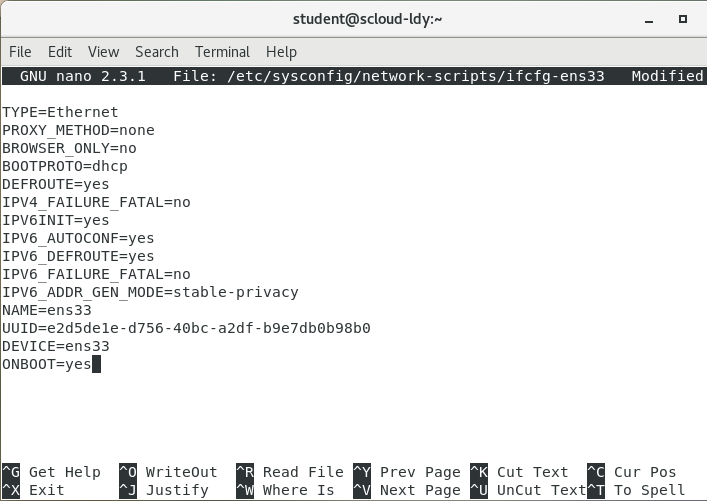 student@scloud-ldy:~
File Edit View Search Terminal Help
GNU nano 2.3.1 File: /etc/sysconfig/network-scripts/ifcfg-ens33 Modified
TYPE=Ethernet
PROXY_METHOD=none
BROWSER_ONLY=no
BOOTPROTO=dhcp
DEFROUTE=yes
IPV4_FAILURE_FATAL=no
IPV6INIT=yes
IPV6_AUTOCONF=yes
IPV6_DEFROUTE=yes
IPV6_FAILURE_FATAL=no
IPV6_ADDR_GEN_MODE=stable-privacy
NAME=ens33
UUID=e2d5de1e-d756-40bc-a2df-b9e7db0b98b0
DEVICE=ens33
ONBOOT=yes
^G Get Help ^O WriteOut ^R Read File ^Y Prev Page ^K Cut Text ^C Cur Pos
^X Exit ^J Justify ^W Where Is ^V Next Page ^U UnCut Text ^T To Spell